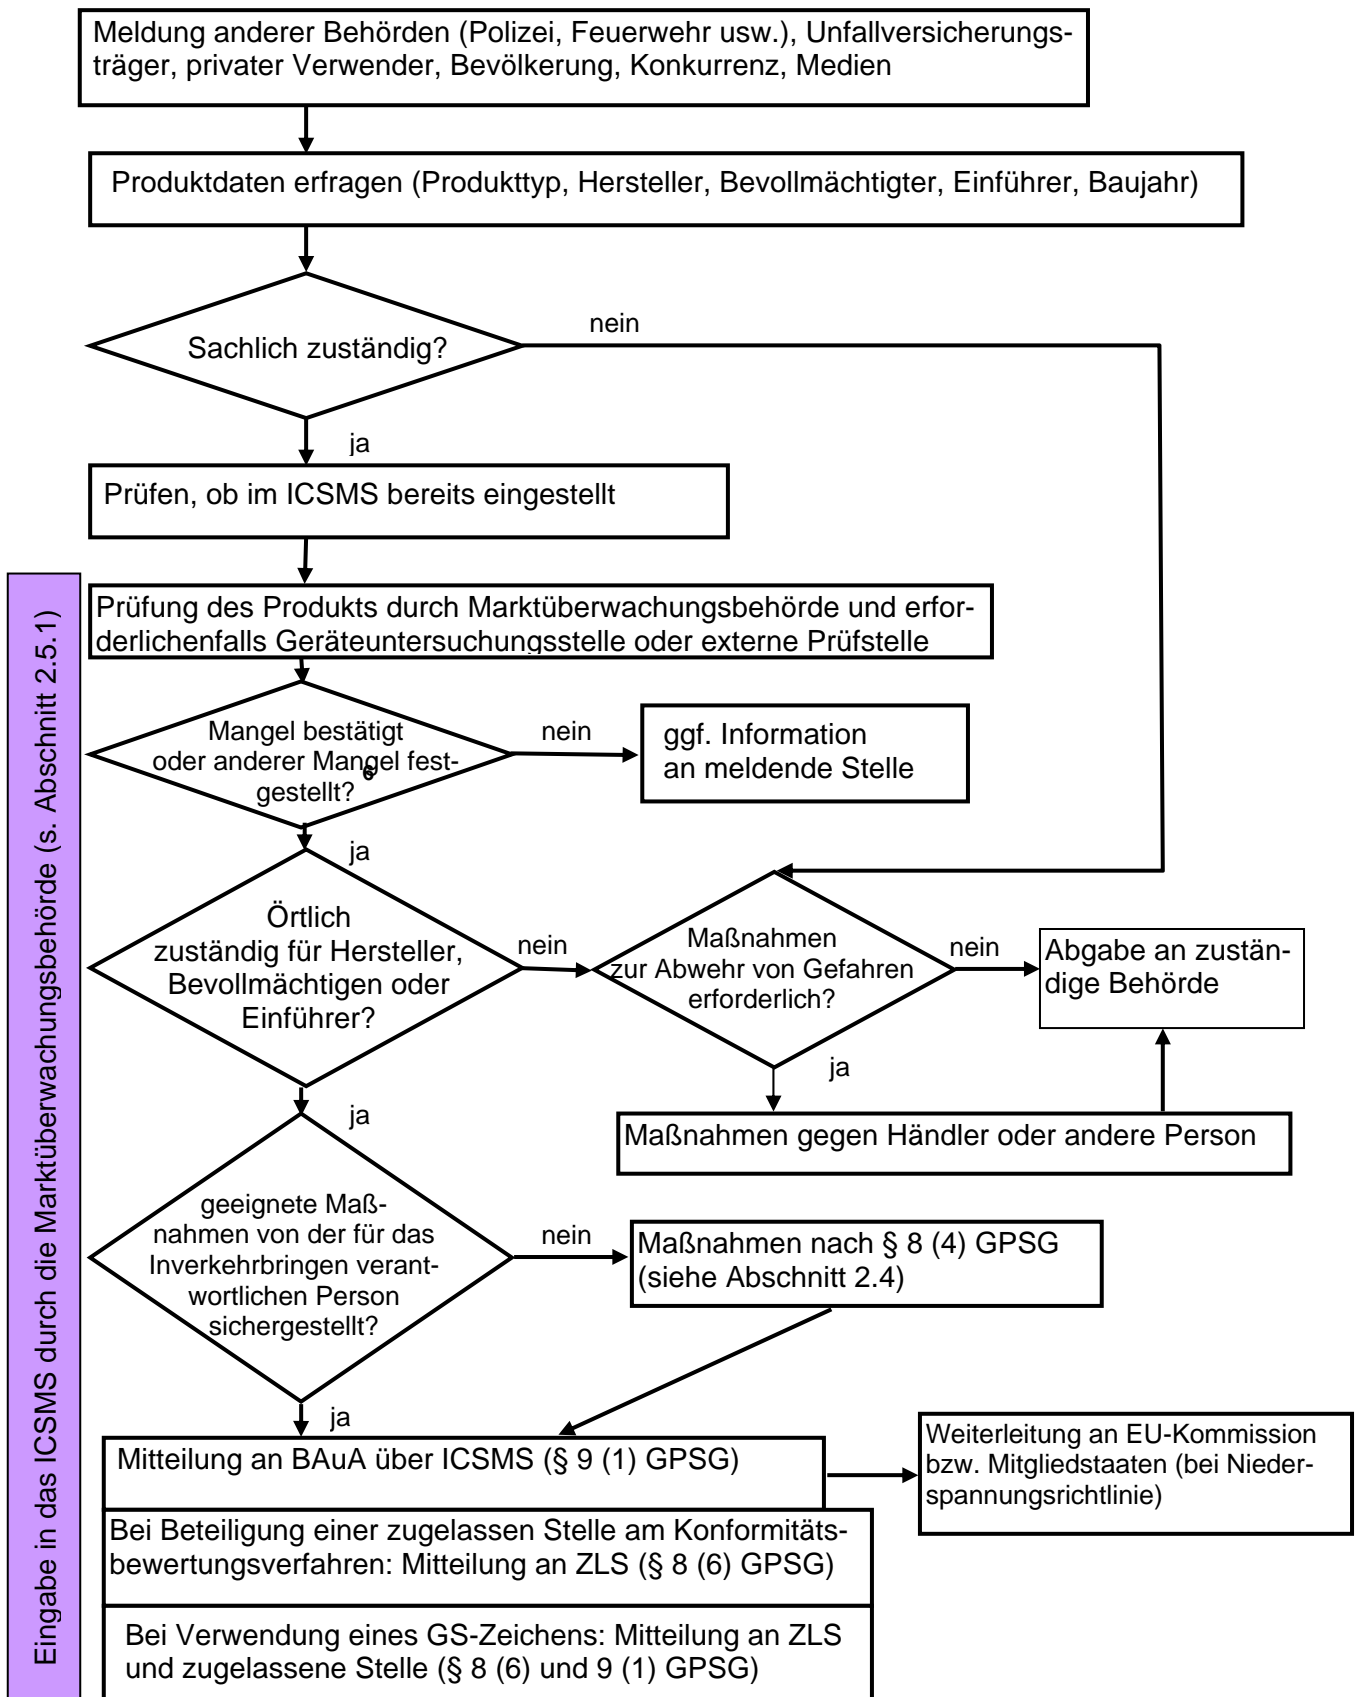 Meldung anderer Behörden (Polizei, Feuerwehr usw.), Unfallversicherungs-
träger, privater Verwender, Bevölkerung, Konkurrenz, Medien
Produktdaten erfragen (Produkttyp, Hersteller, Bevollmächtigter, Einführer, Baujahr)
Sachlich zuständig?
nein
ja
Prüfen, ob im ICSMS bereits eingestellt
Eingabe in das ICSMS durch die Marktüberwachungsbehörde (s. Abschnitt 2.5.1)
Prüfung des Produkts durch Marktüberwachungsbehörde und erfor-
derlichenfalls Geräteuntersuchungsstelle oder externe Prüfstelle
Mangel bestätigt
oder anderer Mangel fest-
gestellt?
6
nein
ggf. Information
an meldende Stelle
ja
Örtlich
zuständig für Hersteller,
Bevollmächtigen oder
Einführer?
nein
Maßnahmen
zur Abwehr von Gefahren
erforderlich?
nein
Abgabe an zustän-
dige Behörde
ja
Maßnahmen gegen Händler oder andere Person
ja
geeignete Maß-
nahmen von der für das
Inverkehrbringen verant-
wortlichen Person
sichergestellt?
nein
Maßnahmen nach § 8 (4) GPSG
(siehe Abschnitt 2.4)
ja
Mitteilung an BAuA über ICSMS (§ 9 (1) GPSG)
Weiterleitung an EU-Kommission
bzw. Mitgliedstaaten (bei Nieder-
spannungsrichtlinie)
Bei Beteiligung einer zugelassen Stelle am Konformitäts-
bewertungsverfahren: Mitteilung an ZLS (§ 8 (6) GPSG)
Bei Verwendung eines GS-Zeichens: Mitteilung an ZLS
und zugelassene Stelle (§ 8 (6) und 9 (1) GPSG)